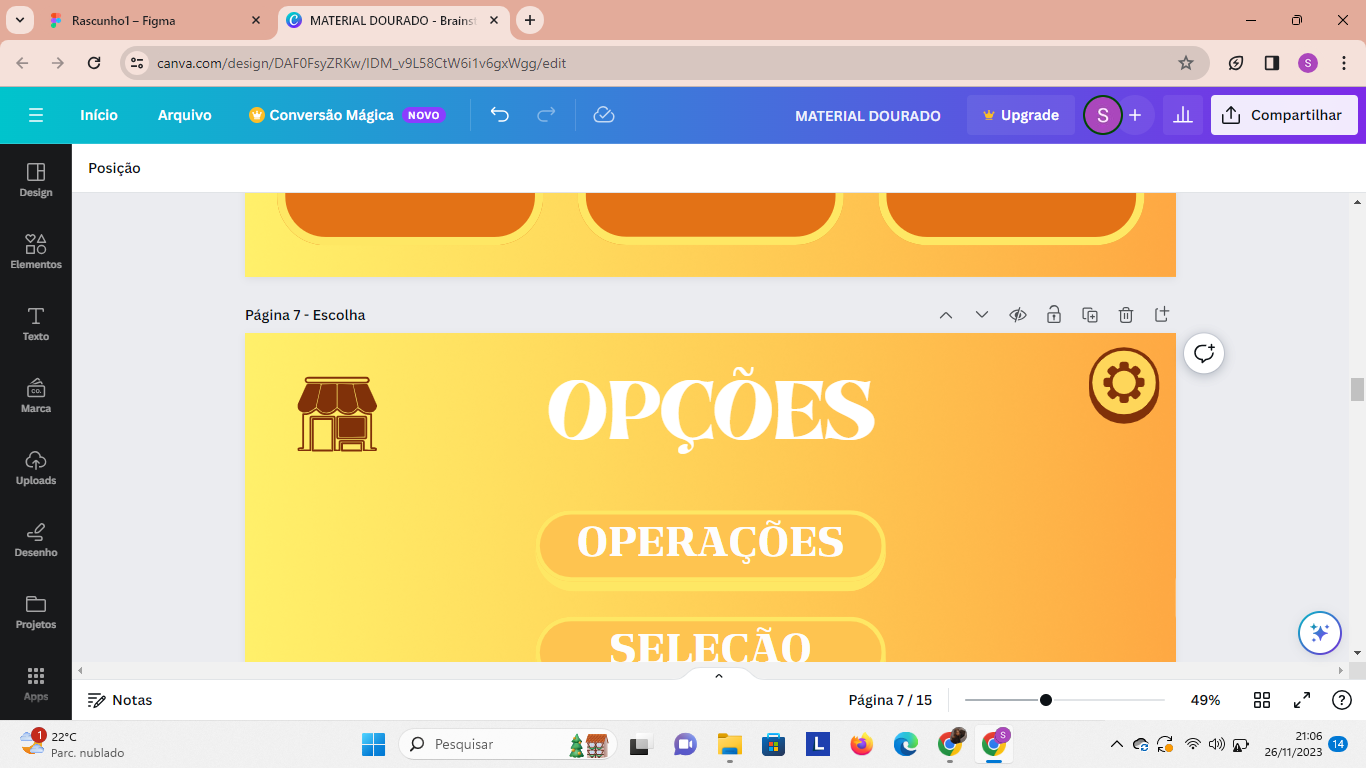 Rascunho1 – Figma
MATERIAL DOURADO - Brainst
canva.com/design/DAF0FsyZRKw/IDM_v9L58CtW6i1v6gxWgg/edit
S
Início
Arquivo
Conversão Mágica
NOVO
MATERIAL DOURADO
Upgrade
S
Compartilhar
Posição
Design
Elementos
Texto
CO.
Marca
Uploads
Desenho
Projetos
Apps
Página 7 - Escolha
OPÇÕES
OPERAÇÕES
SELEÇÃO
Notas
Página 7 / 15
49%
1
22°C
Parc. nublado
Pesquisar
L
S
21:06
26/11/2023
14